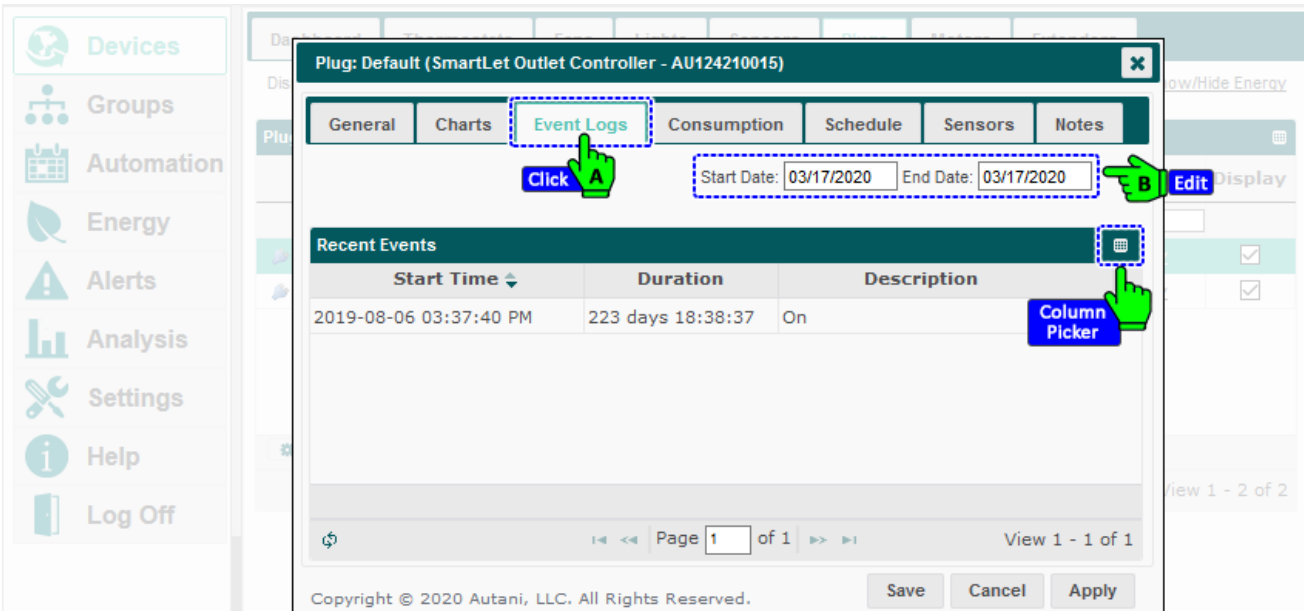 Devices
Groups
Automation
Energy
Alerts
Analysis
Settings
Help
Log Off
Plug: Default (SmartLet Outlet Controller - AU124210015)
General Charts Event Logs Consumption Schedule Sensors Notes
Click A
Start Date: 03/17/2020 End Date: 03/17/2020
B Edit
Display
Recent Events
Start Time Duration Description
2019-08-06 03:37:40 PM 223 days 18:38:37 On
Column
Picker
Page 1 of 1
View 1 - 1 of 1
View 1 - 2 of 2
Copyright © 2020 Autani, LLC. All Rights Reserved.
Save Cancel Apply